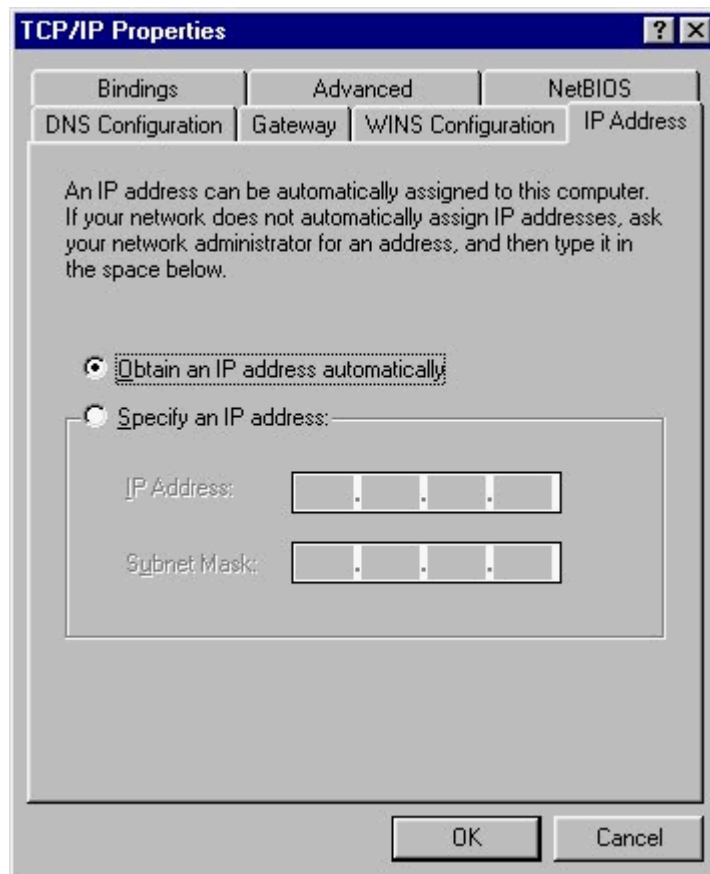 TCP/IP Properties
Bindings Advanced NetBIOS
DNS Configuration Gateway WINS Configuration IP Address
An IP address can be automatically assigned to this computer.
If your network does not automatically assign IP addresses, ask
your network administrator for an address, and then type it in
the space below.
Obtain an IP address automatically
Specify an IP address:
IP Address:
. . .
Subnet Mask:
. . .
OK Cancel